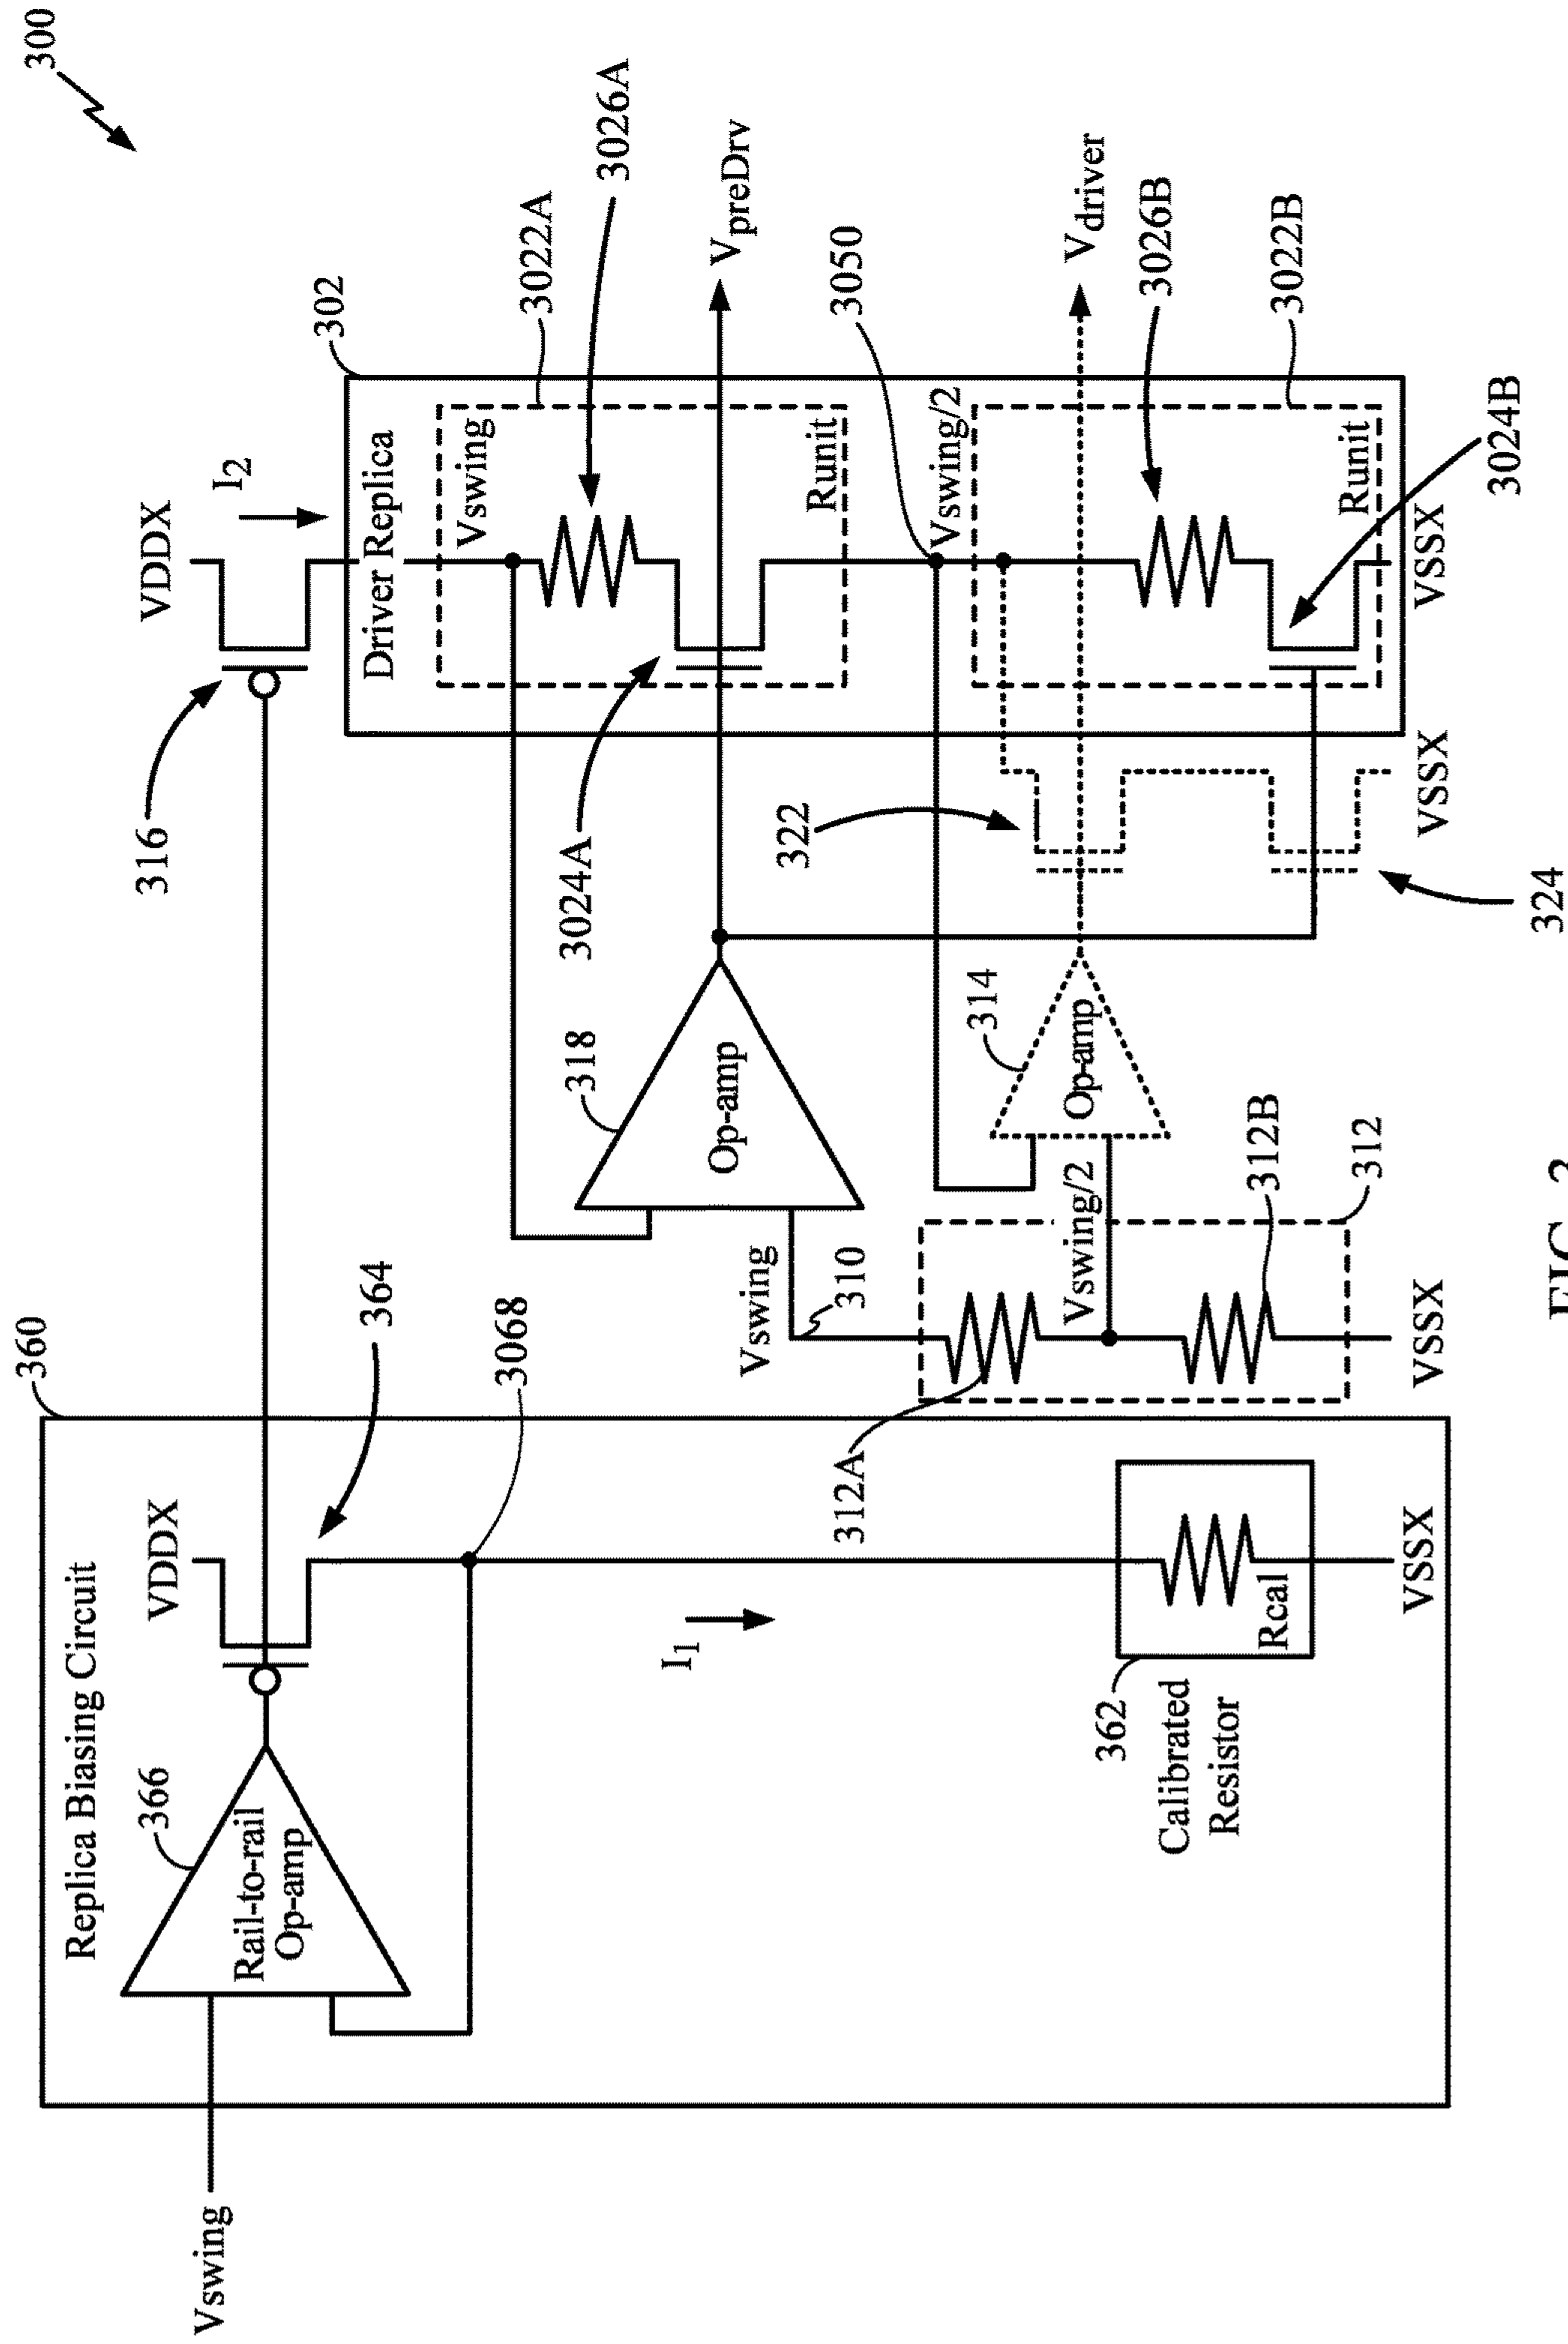 300
360
Replica Biasing Circuit
Vswing
366
Rail-to-rail
Op-amp
VDDX
364
3068
I1
362
Calibrated
Resistor
Rcal
VSSX
316
VDDX
I2
302
Driver Replica
3022A
Vswing
3026A
3024A
Runit
VpreDrv
318
Op-amp
Vswing
310
312A
Vswing/2
312B
312
VSSX
314
Op-amp
322
324
VSSX
3050
Vswing/2
Vdriver
3026B
3022B
Runit
3024B
VSSX